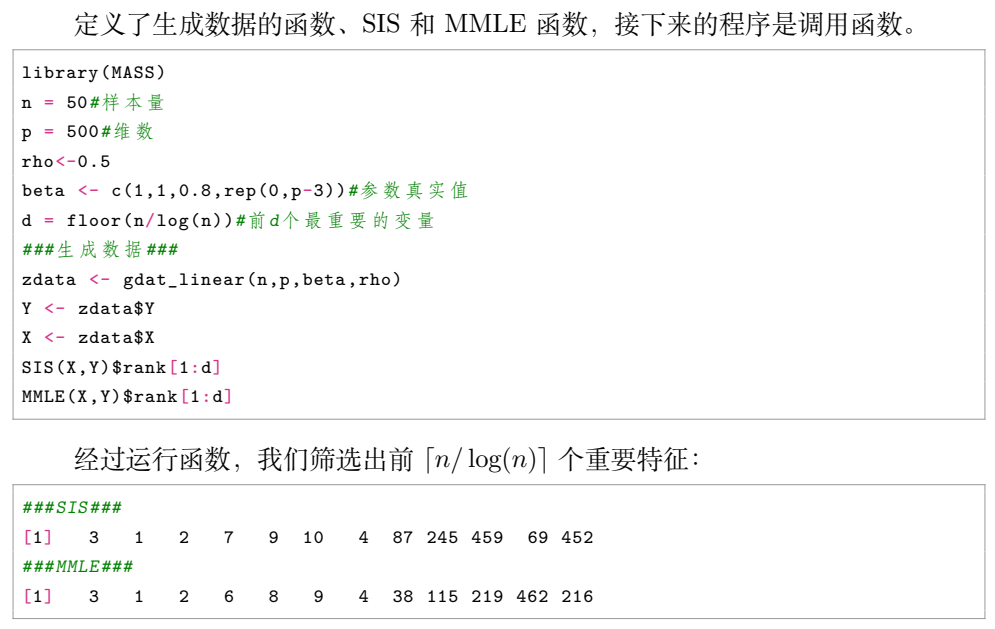 定义了生成数据的函数、SIS 和 MMLE 函数，接下来的程序是调用函数。
library(MASS)
n = 50#样本量
p = 500#维数
rho<-0.5
beta <- c(1,1,0.8,rep(0,p-3))#参数真实值
d = floor(n/log(n))#前d个最重要的变量
###生成数据###
zdata <- gdat_linear(n,p,beta,rho)
Y <- zdata$Y
X <- zdata$X
SIS(X,Y)$rank[1:d]
MMLE(X,Y)$rank[1:d]
经过运行函数，我们筛选出前 ⌈n/ log(n)⌉ 个重要特征：
###SIS###
[1] 3 1 2 7 9 10 4 87 245 459 69 452
###MMLE###
[1] 3 1 2 6 8 9 4 38 115 219 462 216